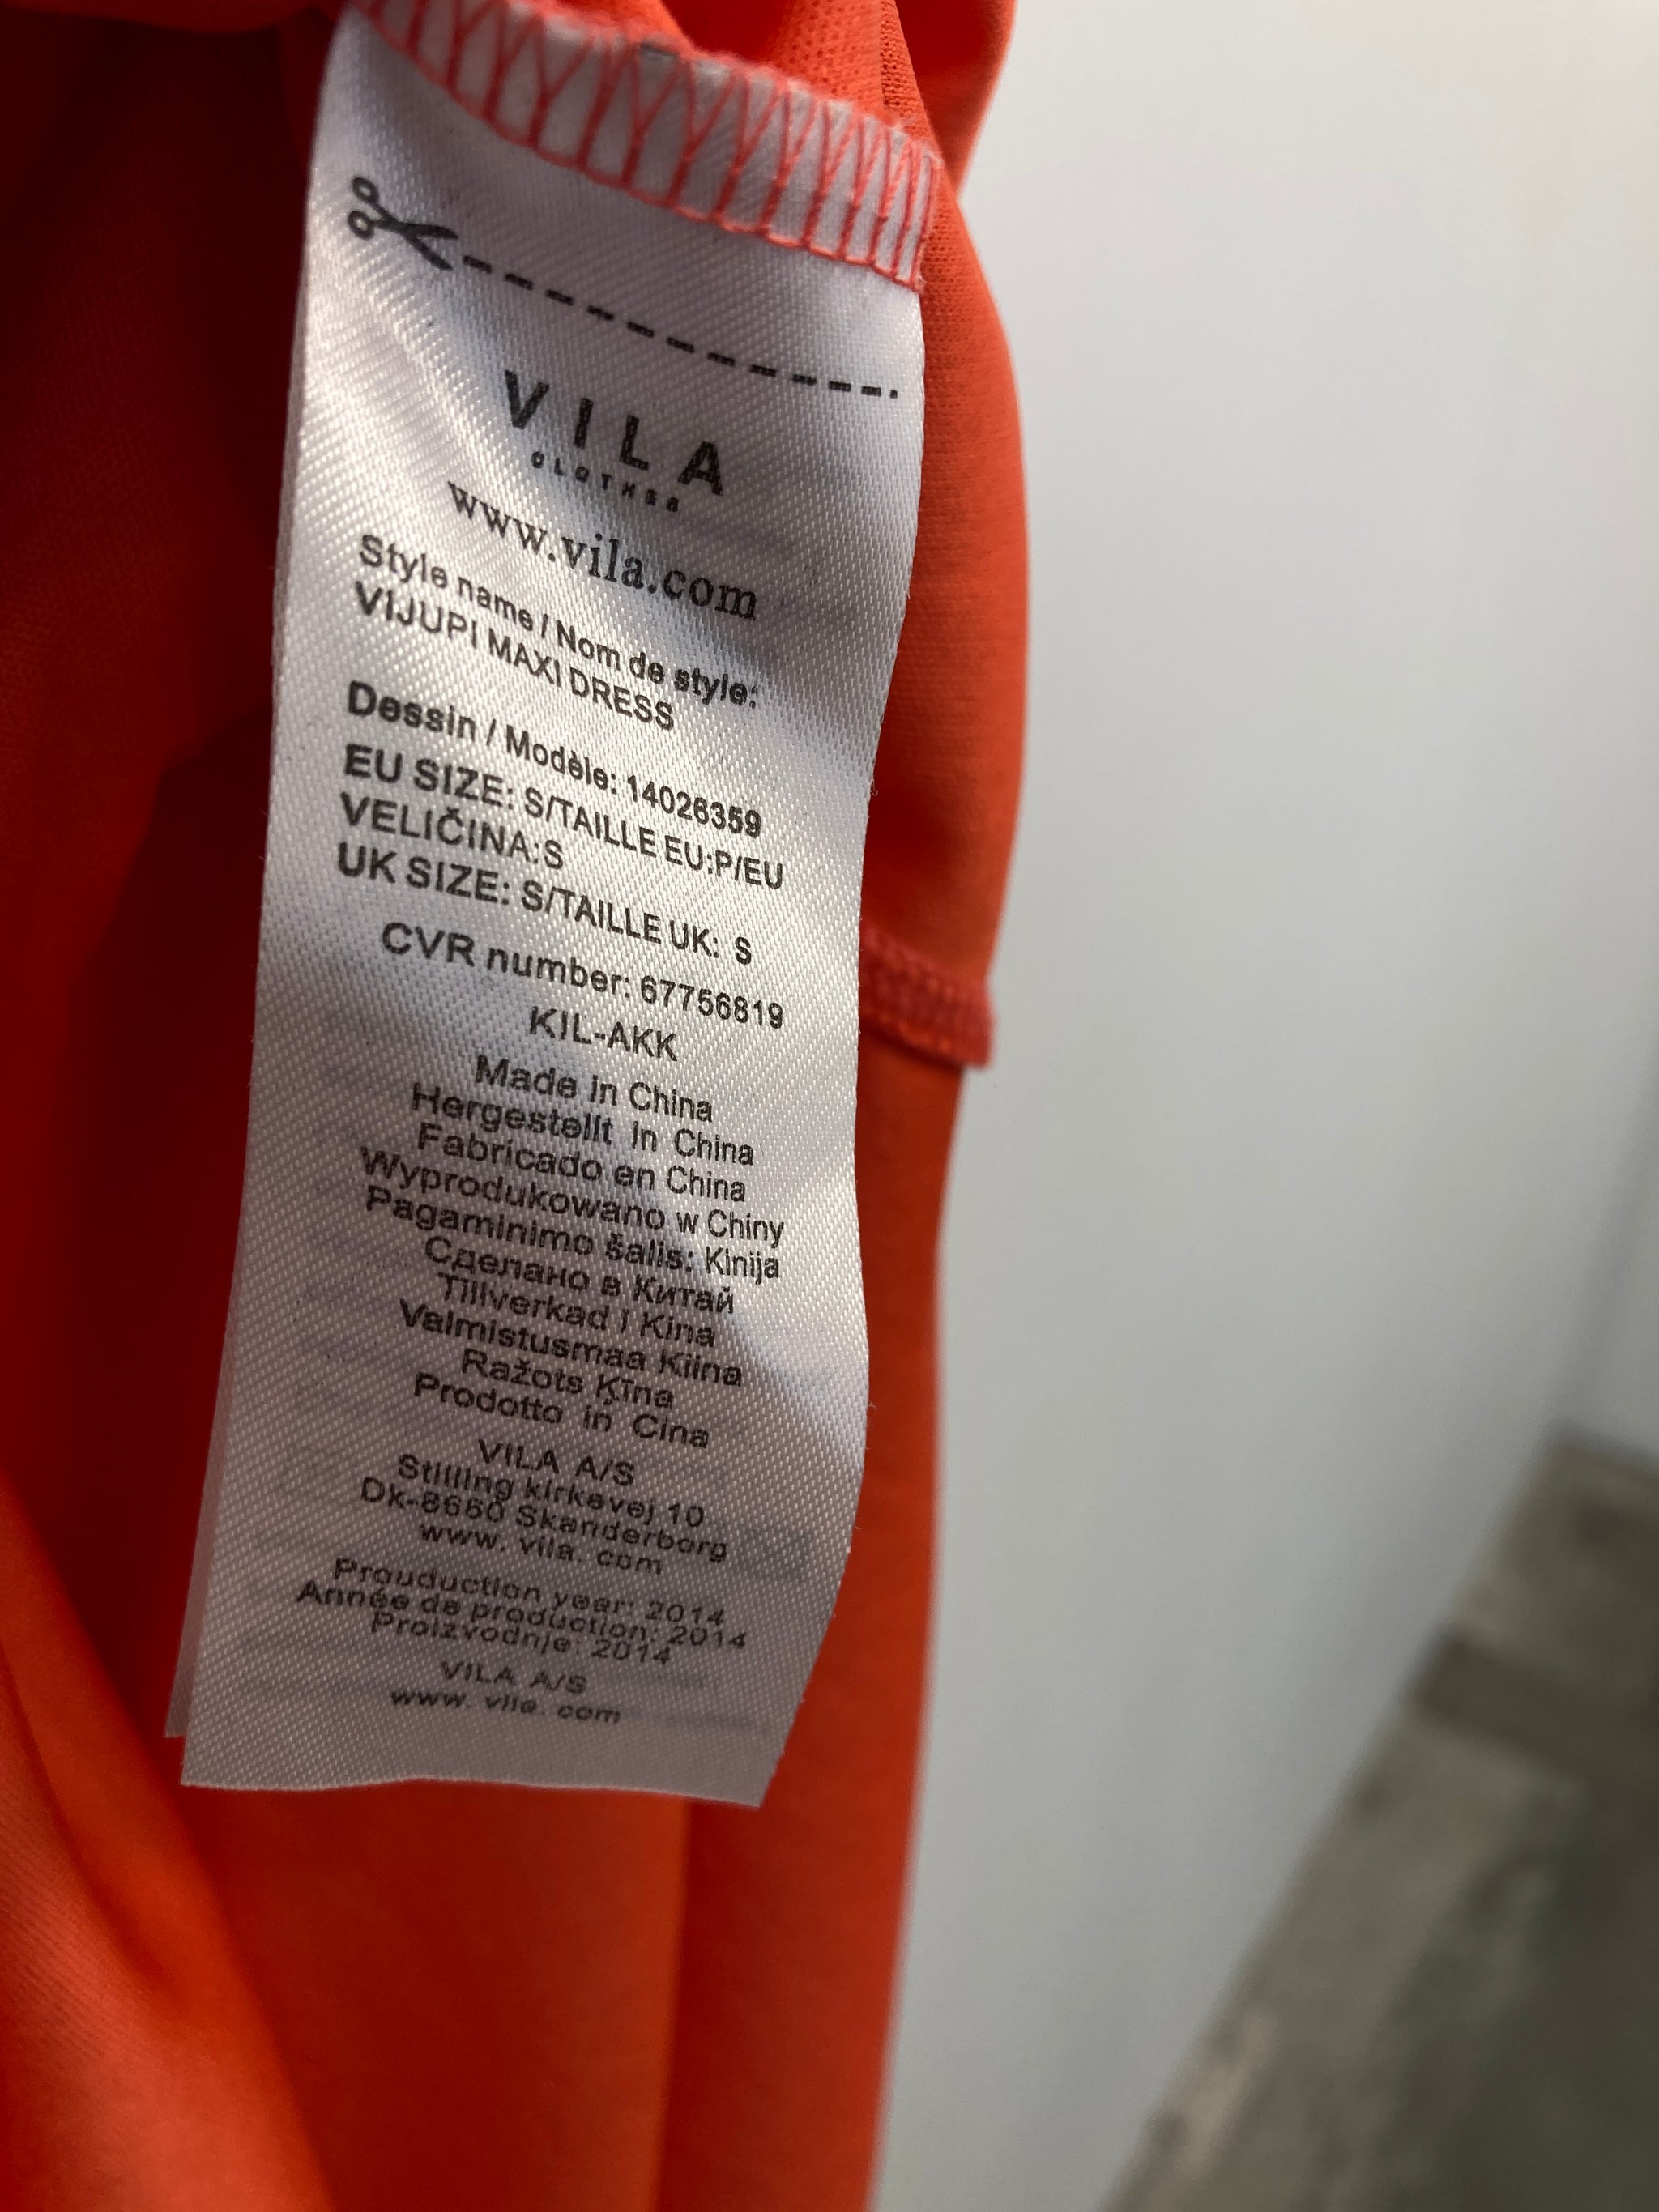 VILA
CLOTHES
www.vila.com
Style name / Nom de style:
VIJUPI MAXI DRESS
Dessin / Modèle: 14026359
EU SIZE: S/TAILLE EU:P/EU
VELIČINA:S
UK SIZE: S/TAILLE UK: S
CVR number: 67756819
KIL-AKK
Made in China
Hergestellt in China
Fabricado en China
Wyprodukowano w Chiny
Pagaminimo šalis: Kinija
Сделано в Китай
Tillverkad i Kina
Valmistusmaa Kiina
Ražots Ķīna
Prodotto in Cina
VILA A/S
Stilling kirkevej 10
Dk-8660 Skanderborg
www. vila. com
Prouduction year: 2014
Année de production: 2014
Proizvodnje: 2014
VILA A/S
www. vila. com